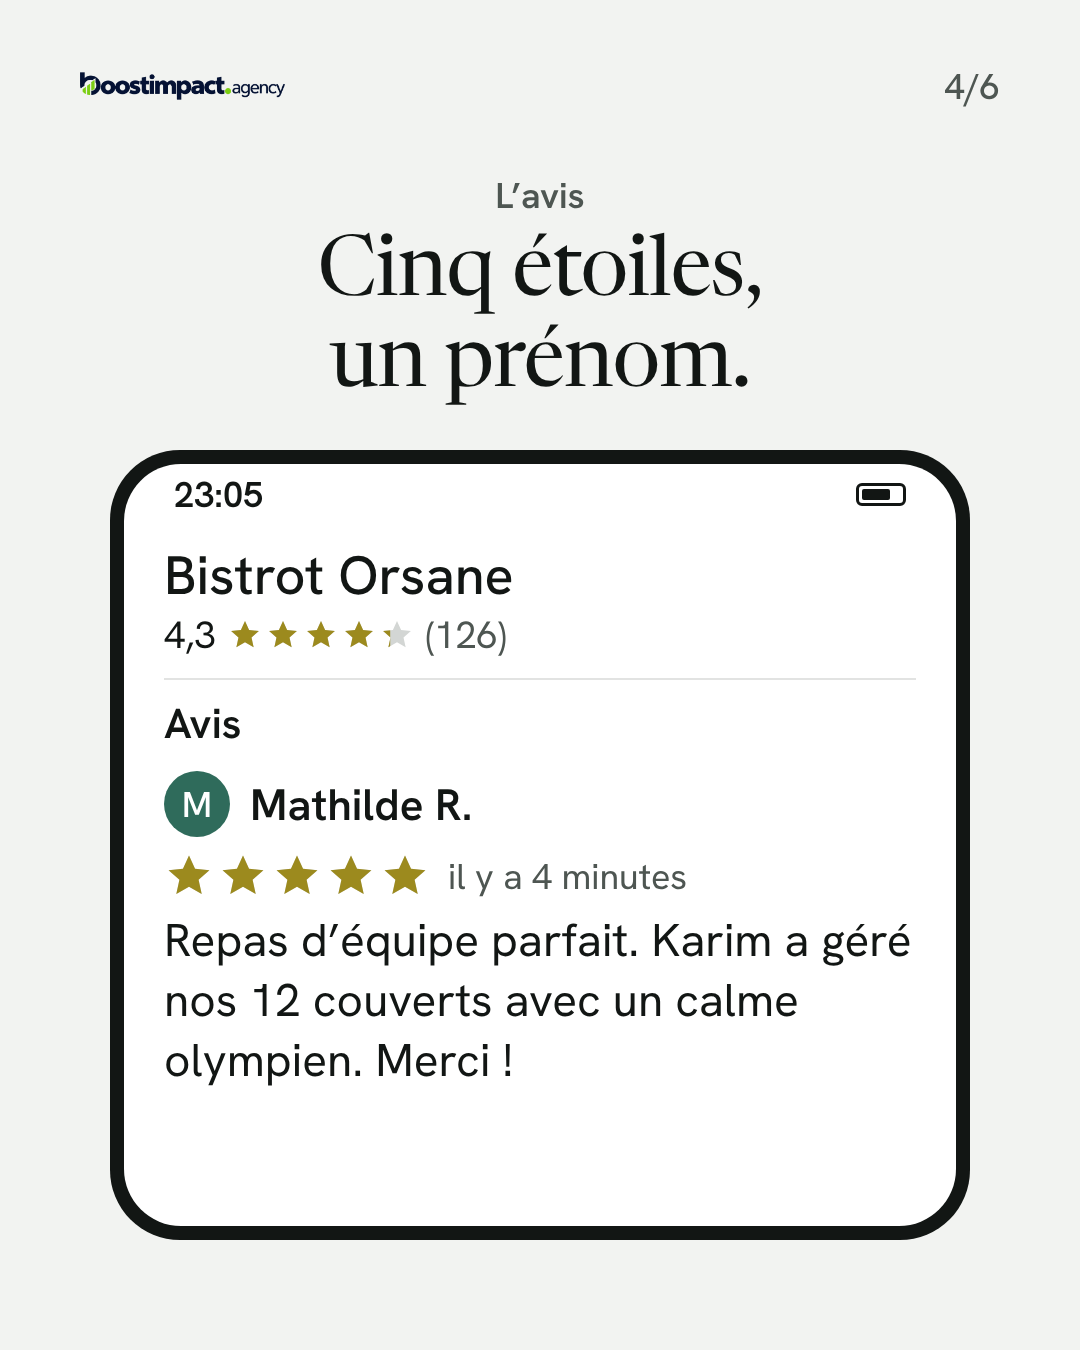 boostimpact.agency
4/6
L’avis
Cinq étoiles,
un prénom.
23:05
Bistrot Orsane
4,3 (126)
Avis
M Mathilde R.
il y a 4 minutes
Repas d’équipe parfait. Karim a géré
nos 12 couverts avec un calme
olympien. Merci !